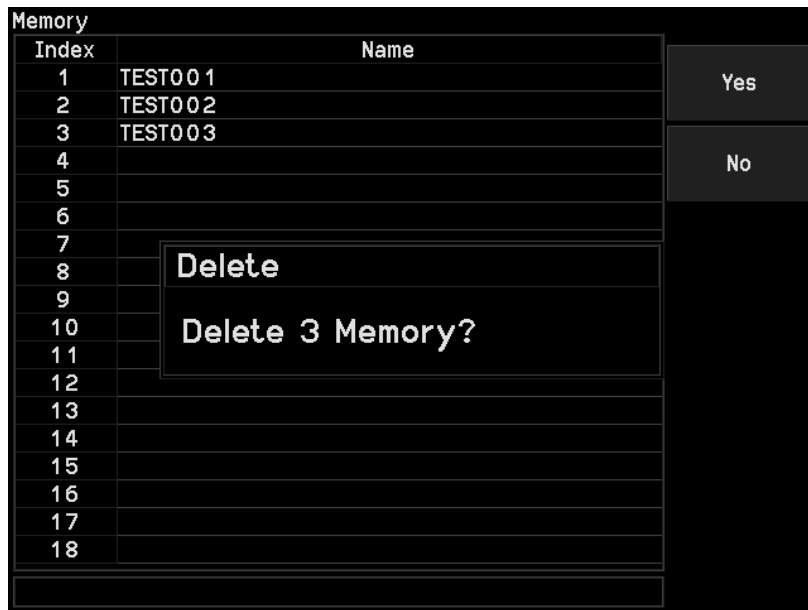 Memory
Index Name
1 TEST001
2 TEST002
3 TEST003
4
5
6
7
8
9
10
11
12
13
14
15
16
17
18
Delete
Delete 3 Memory?
Yes
No